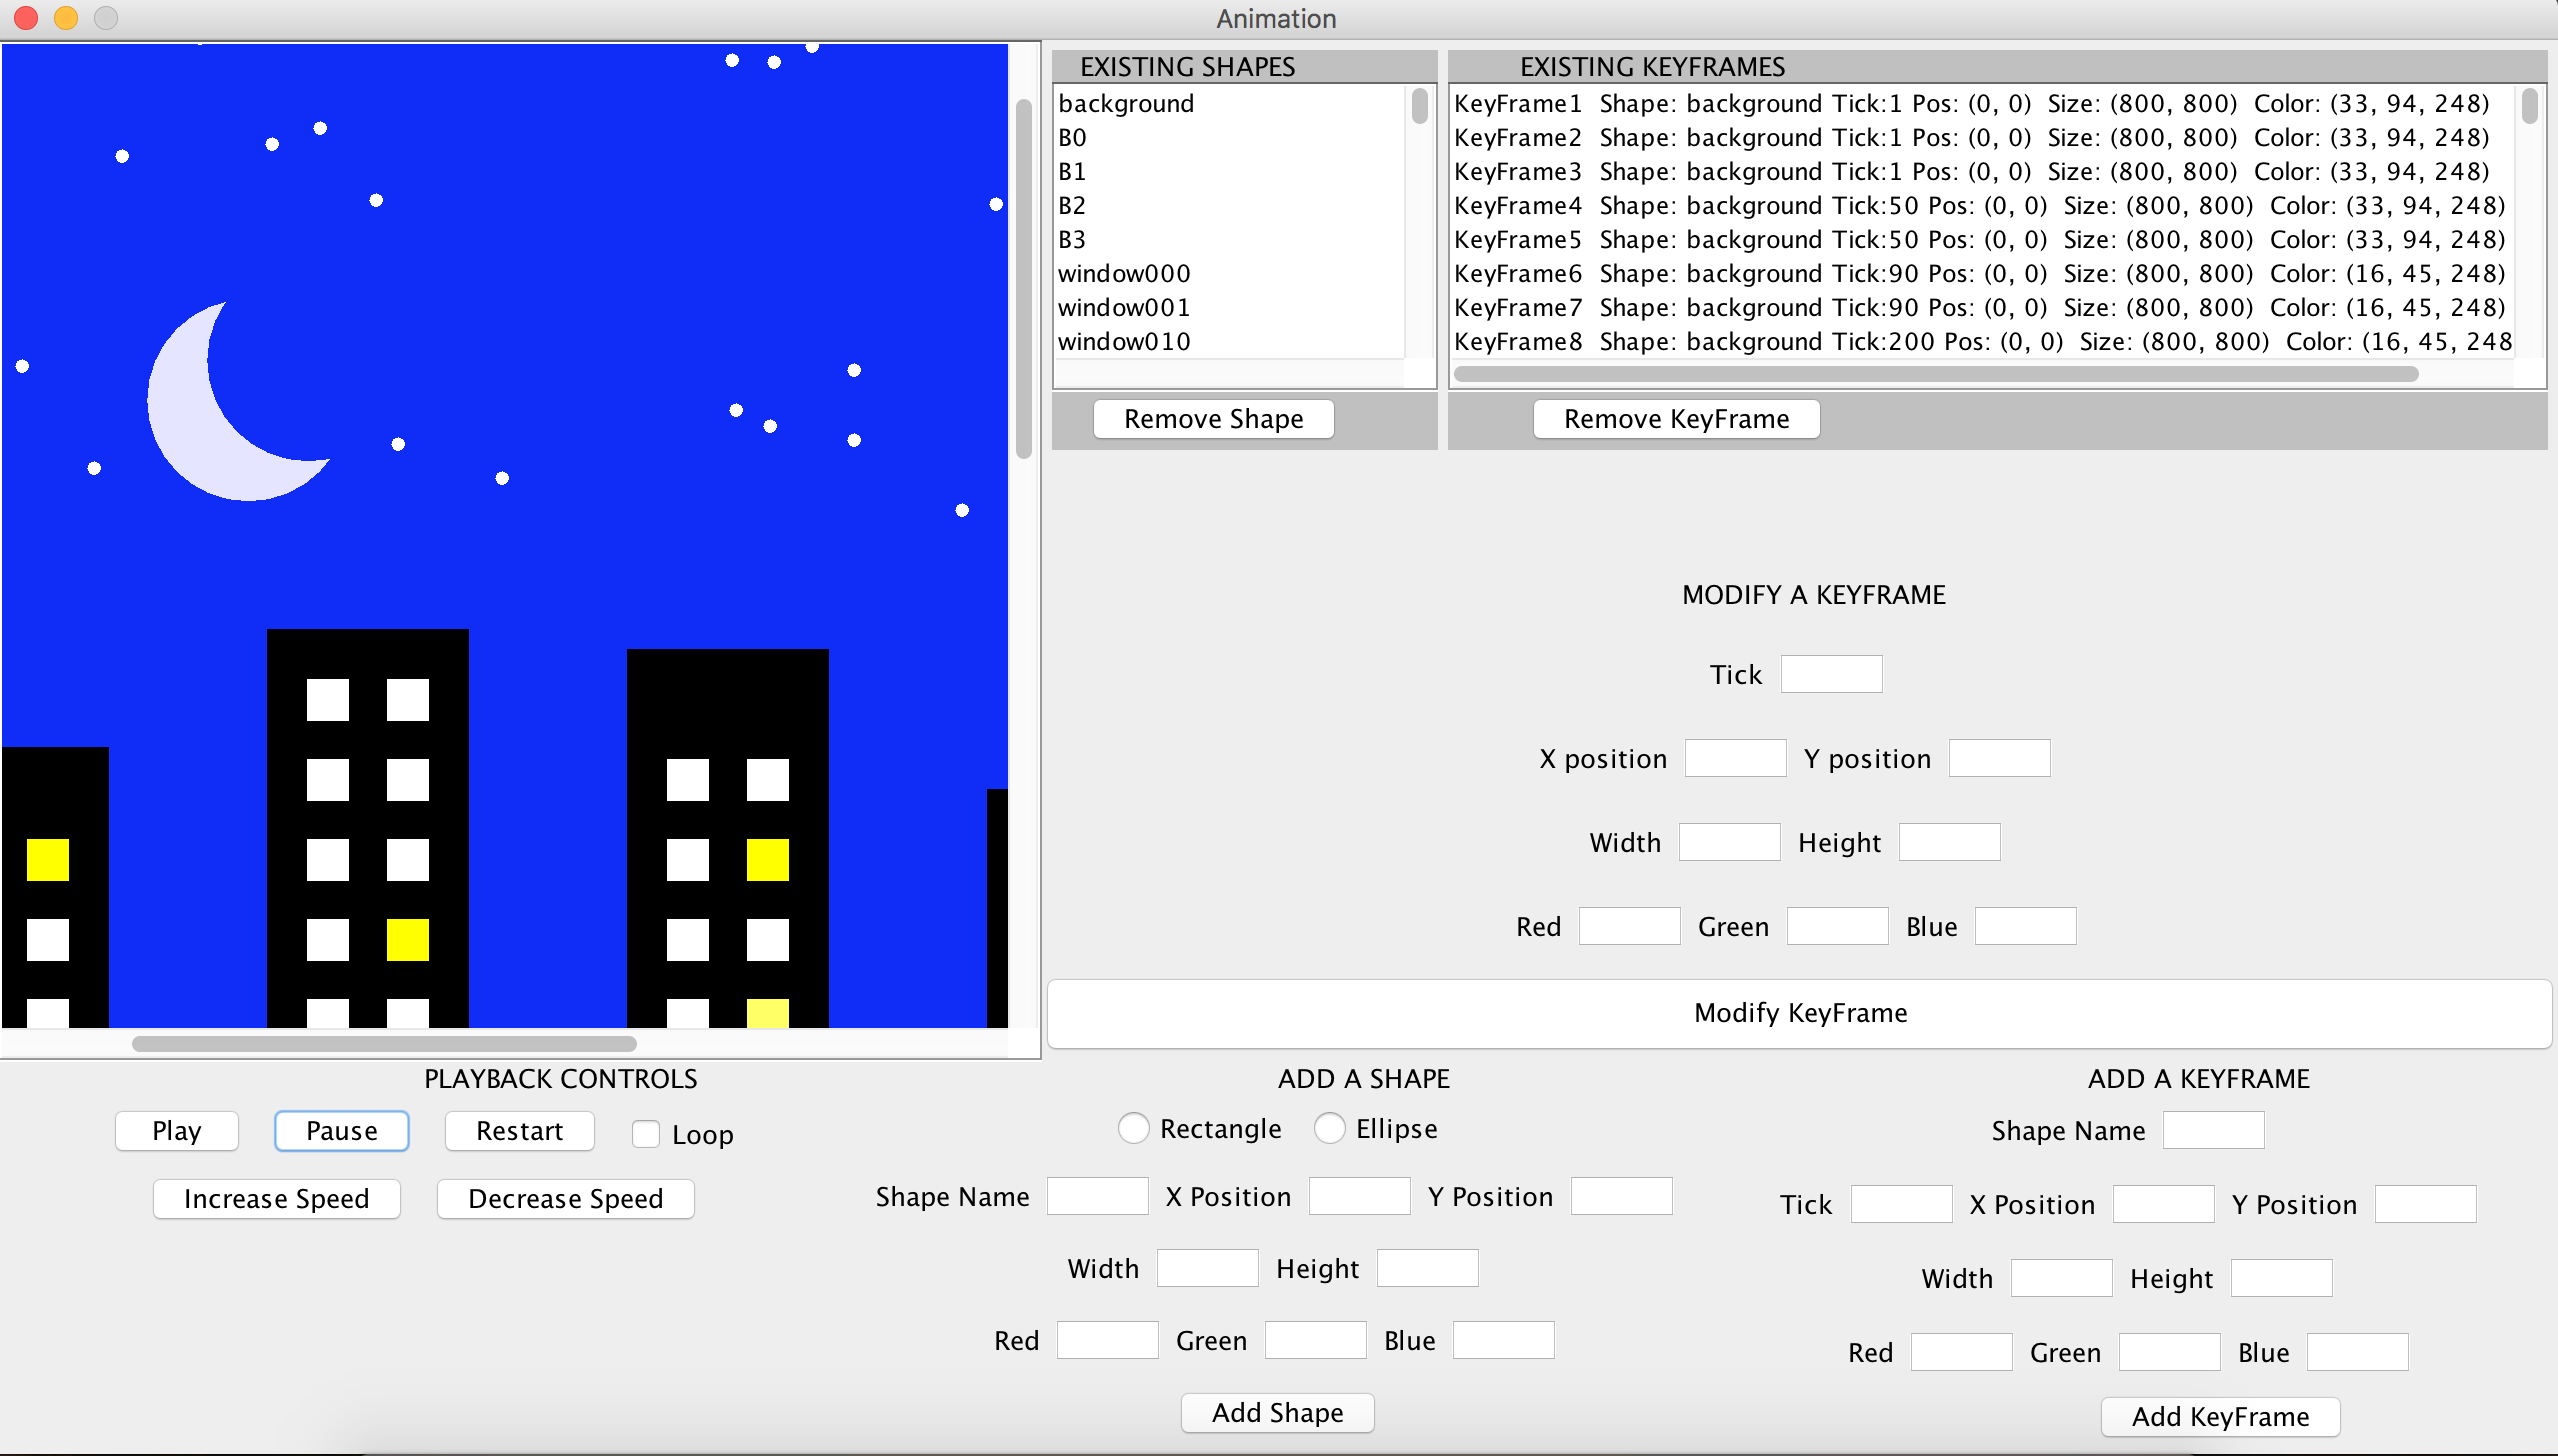 Animation
EXISTING SHAPES
background
B0
B1
B2
B3
window000
window001
window010
Remove Shape
EXISTING KEYFRAMES
KeyFrame1 Shape: background Tick:1 Pos: (0, 0) Size: (800, 800) Color: (33, 94, 248)
KeyFrame2 Shape: background Tick:1 Pos: (0, 0) Size: (800, 800) Color: (33, 94, 248)
KeyFrame3 Shape: background Tick:1 Pos: (0, 0) Size: (800, 800) Color: (33, 94, 248)
KeyFrame4 Shape: background Tick:50 Pos: (0, 0) Size: (800, 800) Color: (33, 94, 248)
KeyFrame5 Shape: background Tick:50 Pos: (0, 0) Size: (800, 800) Color: (33, 94, 248)
KeyFrame6 Shape: background Tick:90 Pos: (0, 0) Size: (800, 800) Color: (16, 45, 248)
KeyFrame7 Shape: background Tick:90 Pos: (0, 0) Size: (800, 800) Color: (16, 45, 248)
KeyFrame8 Shape: background Tick:200 Pos: (0, 0) Size: (800, 800) Color: (16, 45, 248
Remove KeyFrame
MODIFY A KEYFRAME
Tick
X position Y position
Width Height
Red Green Blue
Modify KeyFrame
PLAYBACK CONTROLS
Play Pause Restart Loop
Increase Speed Decrease Speed
ADD A SHAPE
Rectangle Ellipse
Shape Name X Position Y Position
Width Height
Red Green Blue
Add Shape
ADD A KEYFRAME
Shape Name
Tick X Position Y Position
Width Height
Red Green Blue
Add KeyFrame